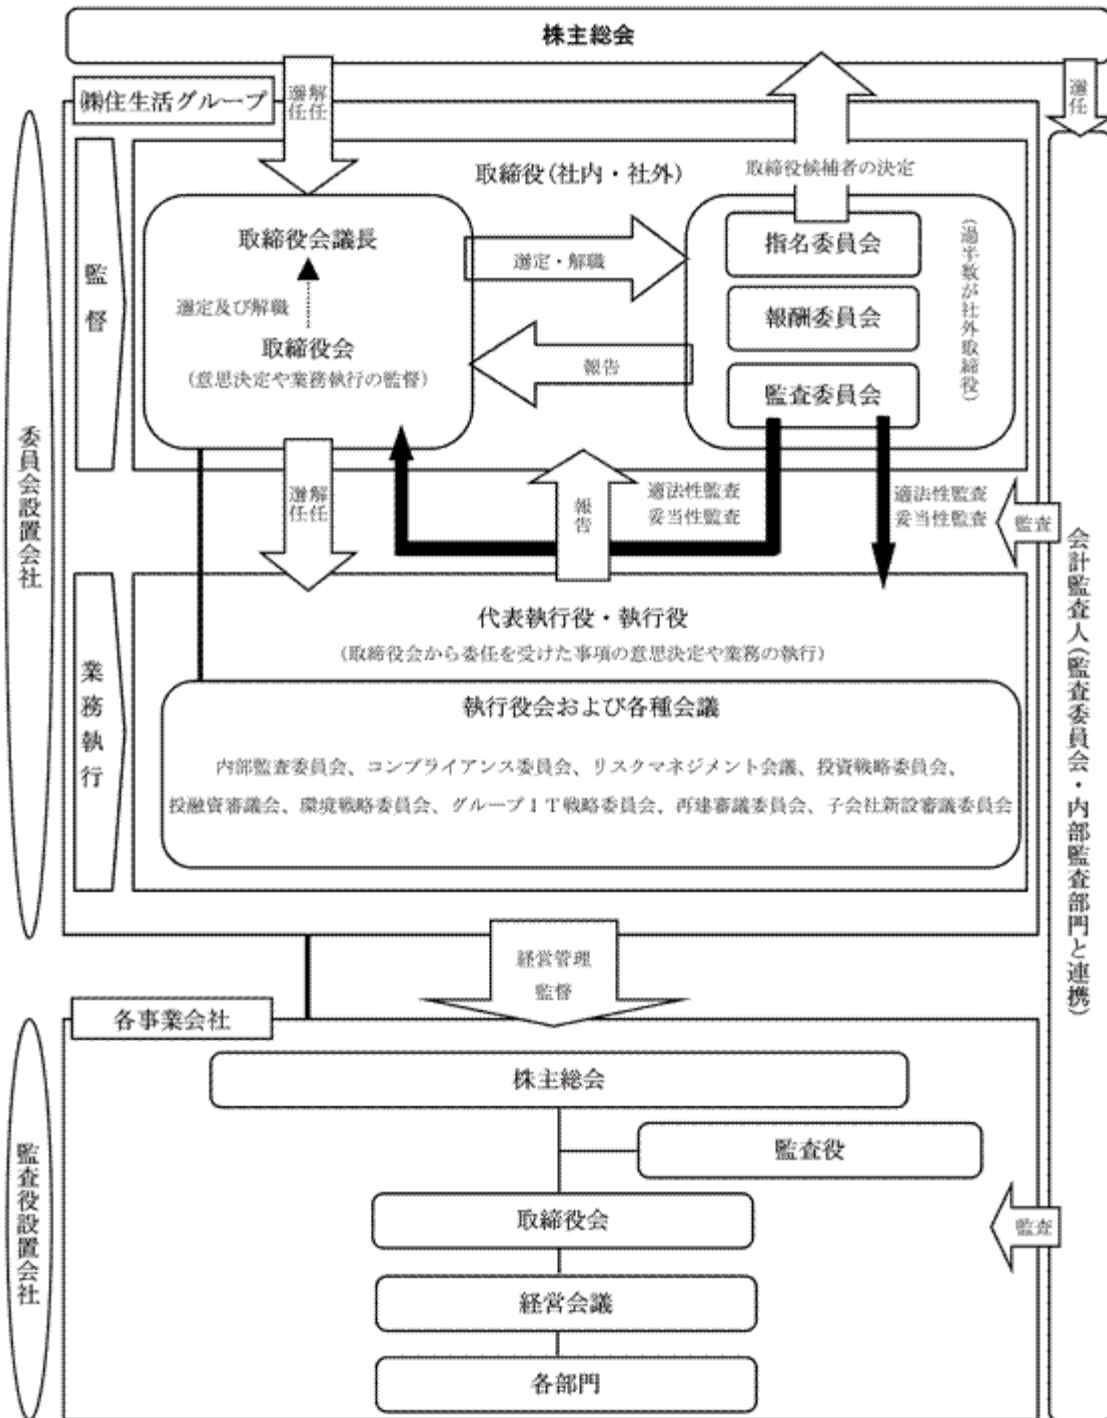 株主総会
㈱住生活グループ
選解
任任
選任
取締役(社内・社外)
取締役候補者の決定
監督
取締役会議長
選定及び解職
取締役会
(意思決定や業務執行の監督)
選定・解職
報告
指名委員会
報酬委員会
監査委員会
(過半数が社外取締役)
委員会設置会社
選解
任任
報告
適法性監査
妥当性監査
適法性監査
妥当性監査
監査
会計監査人(監査委員会・内部監査部門と連携)
業務執行
代表執行役・執行役
(取締役会から委任を受けた事項の意思決定や業務の執行)
執行役会および各種会議
内部監査委員会、コンプライアンス委員会、リスクマネジメント会議、投資戦略委員会、
投融資審議会、環境戦略委員会、グループIT戦略委員会、再建審議委員会、子会社新設審議委員会
経営管理
監督
各事業会社
株主総会
監査役
取締役会
監査
経営会議
各部門
監査役設置会社